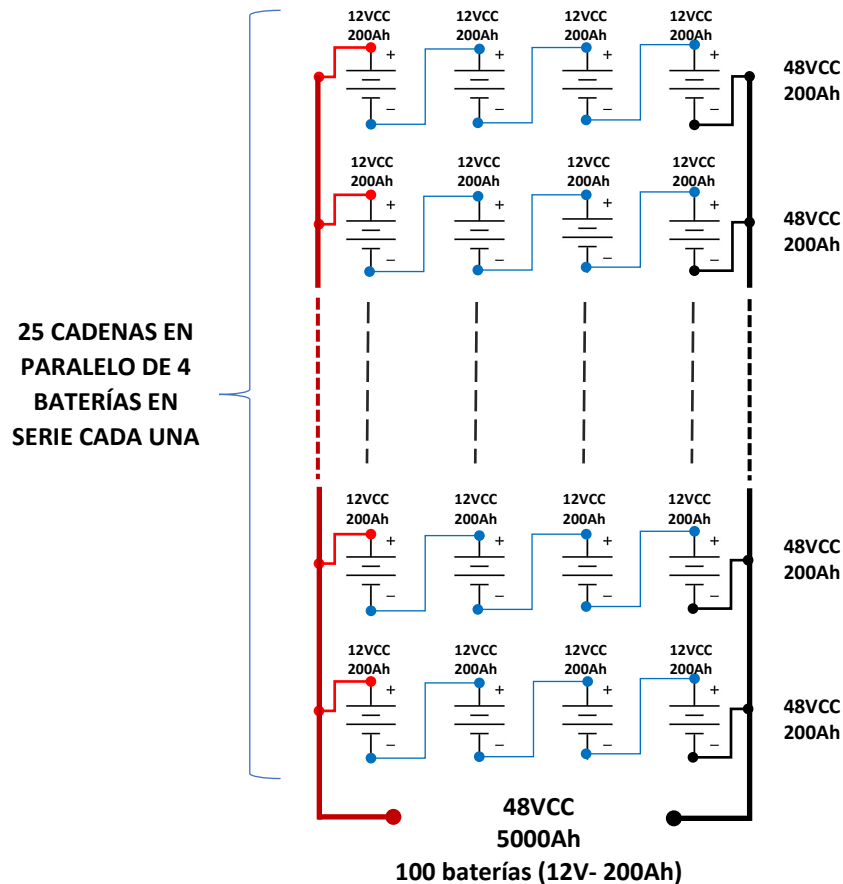 12VCC 12VCC 12VCC 12VCC
200Ah 200Ah 200Ah 200Ah
+ + + +
− − − −
48VCC
200Ah
12VCC 12VCC 12VCC 12VCC
200Ah 200Ah 200Ah 200Ah
+ + + +
− − − −
48VCC
200Ah
25 CADENAS EN
PARALELO DE 4
BATERÍAS EN
SERIE CADA UNA
12VCC 12VCC 12VCC 12VCC
200Ah 200Ah 200Ah 200Ah
+ + + +
− − − −
48VCC
200Ah
12VCC 12VCC 12VCC 12VCC
200Ah 200Ah 200Ah 200Ah
+ + + +
− − − −
48VCC
200Ah
48VCC
5000Ah
100 baterías (12V- 200Ah)